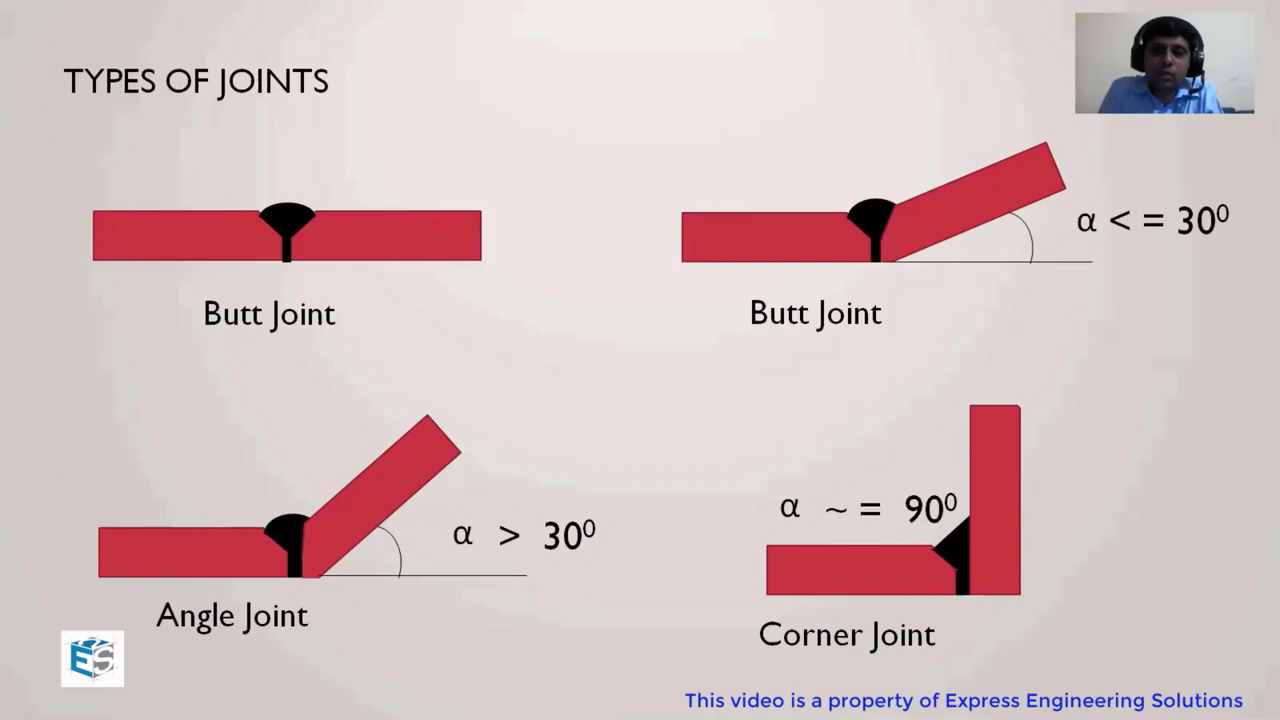 TYPES OF JOINTS
α < = 30⁰
Butt Joint
Butt Joint
α > 30⁰
α ~ = 90⁰
Angle Joint
Corner Joint
ES
This video is a property of Express Engineering Solutions